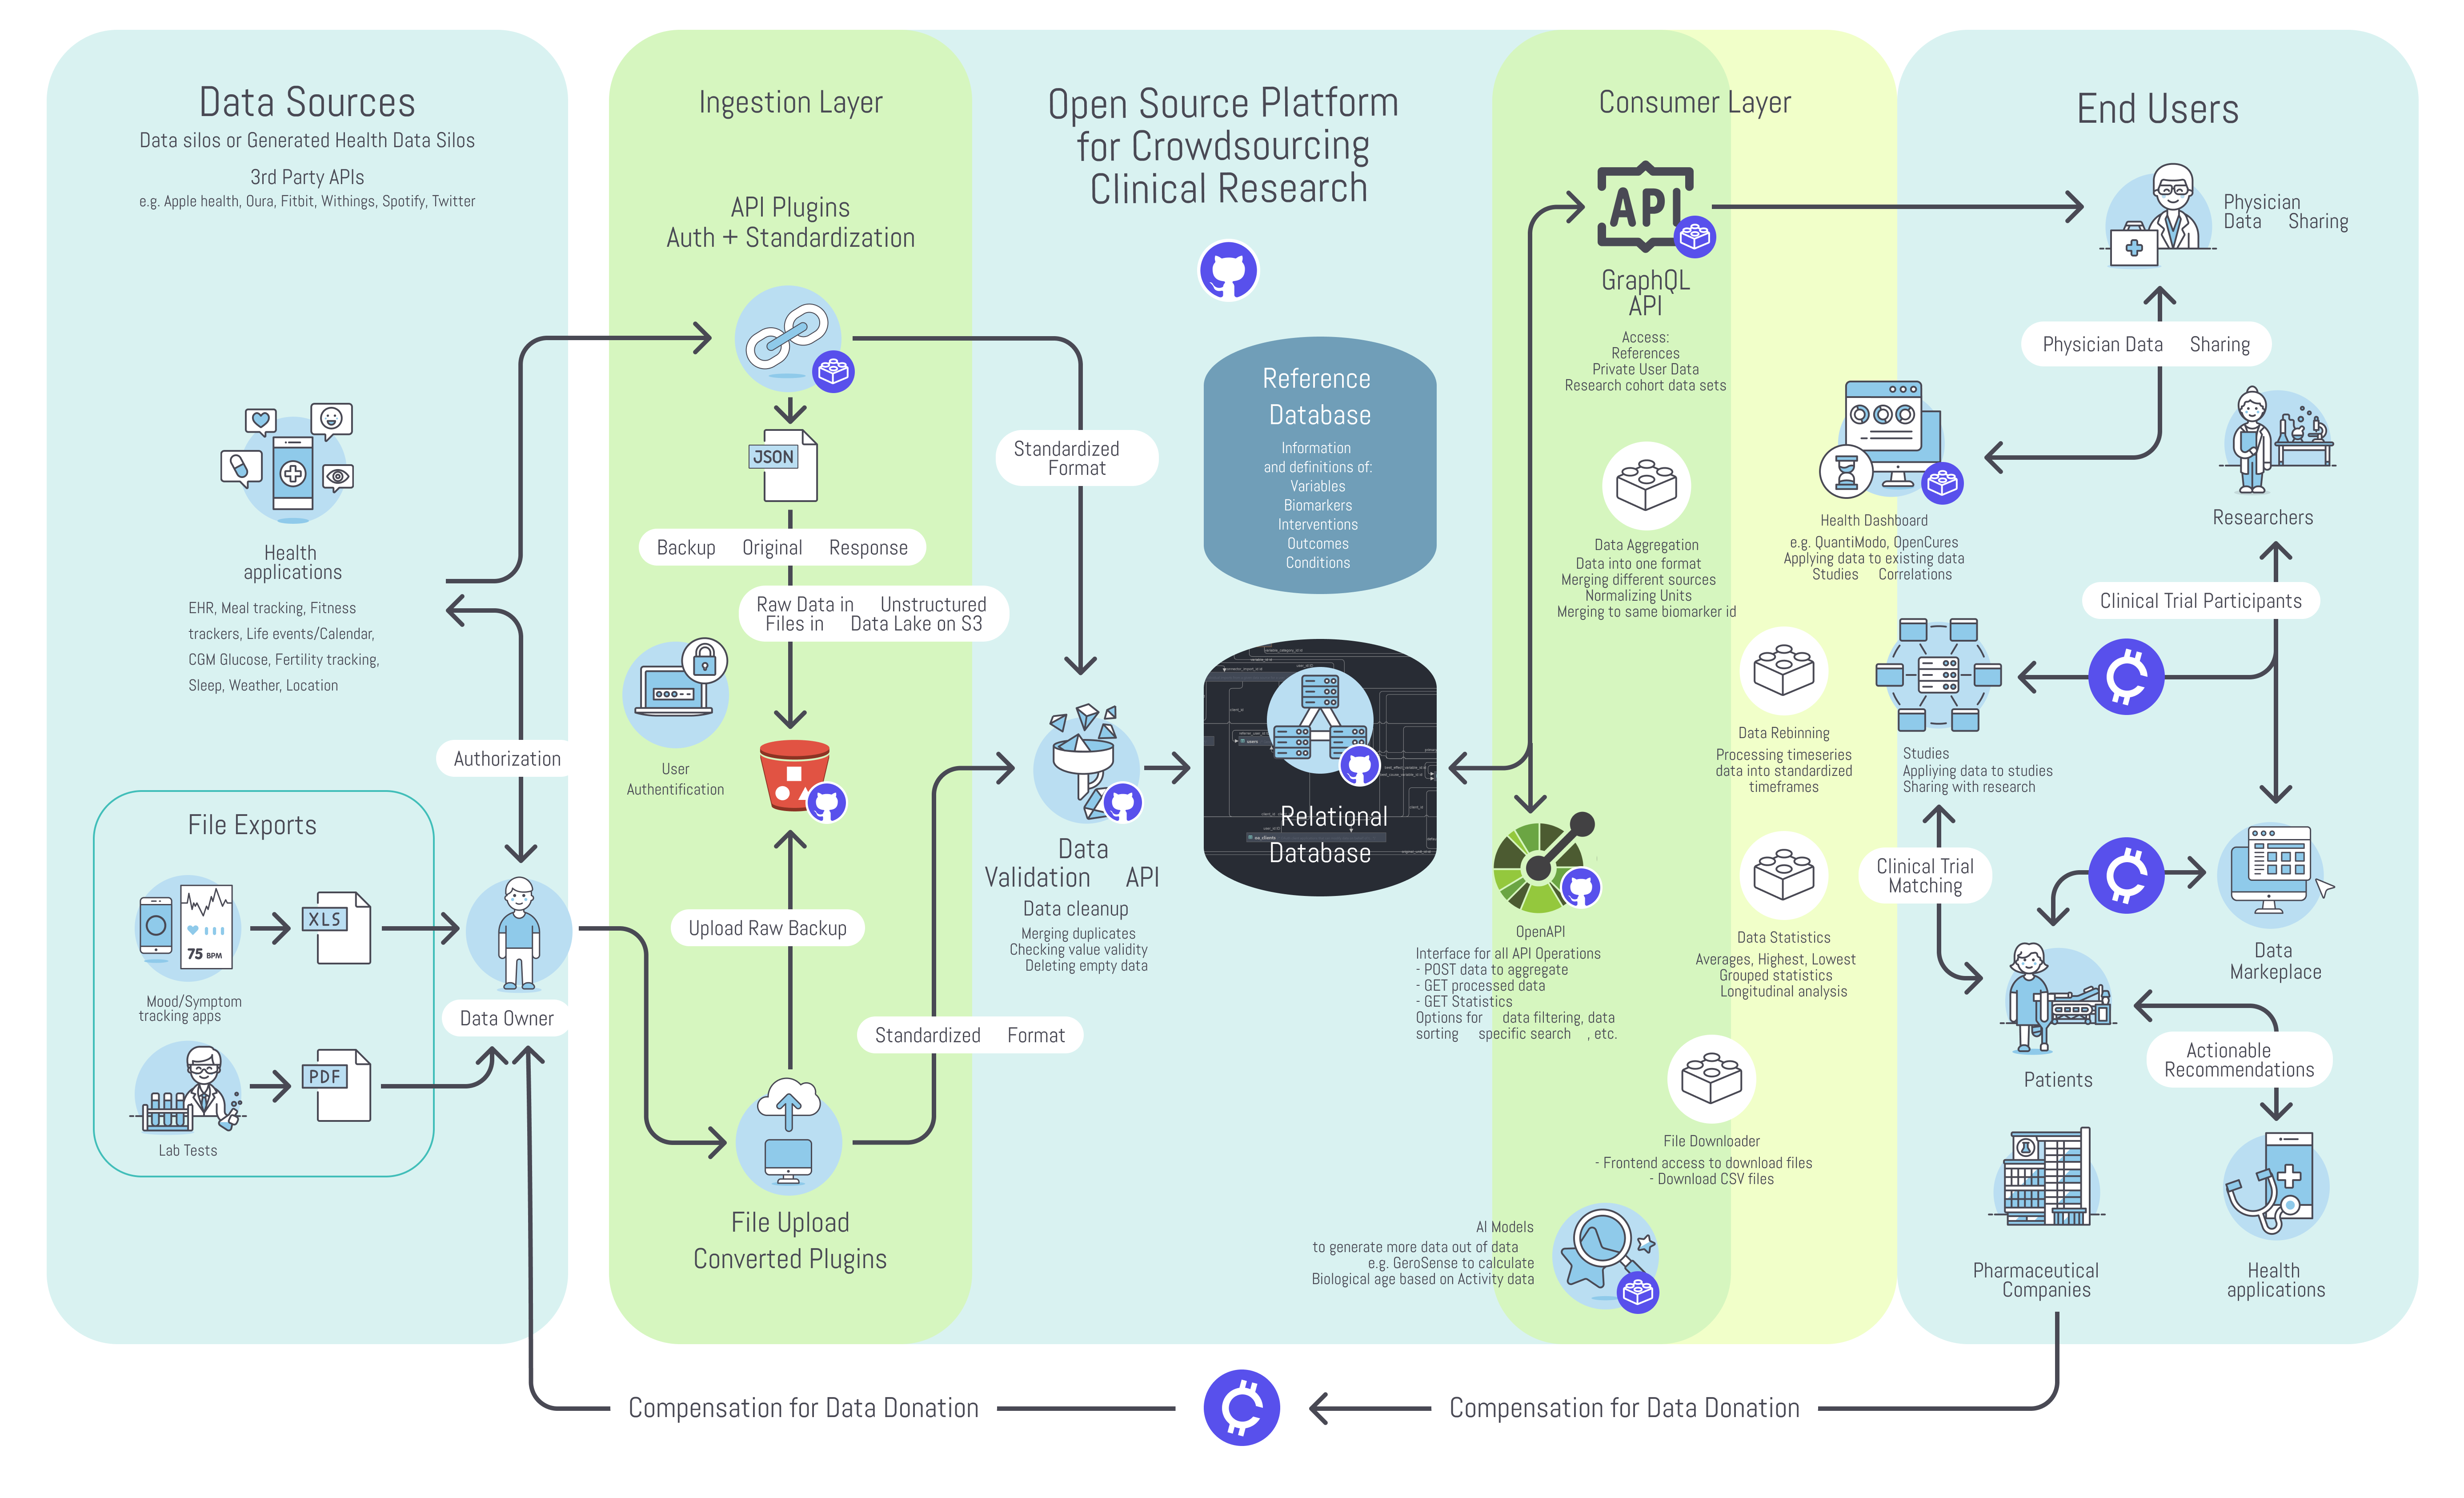 Data Sources
Data silos or Generated Health Data Silos
3rd Party APIs
e.g. Apple health, Oura, Fitbit, Withings, Spotify, Twitter
Health
applications
EHR, Meal tracking, Fitness
trackers, Life events/Calendar,
CGM Glucose, Fertility tracking,
Sleep, Weather, Location
Authorization
File Exports
75 BPM
XLS
Mood/Symptom
tracking apps
Data Owner
PDF
Lab Tests
Ingestion Layer
API Plugins
Auth + Standardization
JSON
Backup Original Response
Raw Data in Unstructured
Files in Data Lake on S3
User
Authentification
Upload Raw Backup
Standardized Format
File Upload
Converted Plugins
Open Source Platform
for Crowdsourcing
Clinical Research
Standardized
Format
Reference
Database
Information
and definitions of:
Variables
Biomarkers
Interventions
Outcomes
Conditions
Data
Validation API
Data cleanup
Merging duplicates
Checking value validity
Deleting empty data
users
Relational
Database
Consumer Layer
API
GraphQL
API
Access:
References
Private User Data
Research cohort data sets
Data Aggregation
Data into one format
Merging different sources
Normalizing Units
Merging to same biomarker id
Health Dashboard
e.g. QuantiModo, OpenCures
Applying data to existing data
Studies Correlations
Data Rebinning
Processing timeseries
data into standardized
timeframes
OpenAPI
Interface for all API Operations
- POST data to aggregate
- GET processed data
- GET Statistics
Options for data filtering, data
sorting specific search , etc.
Data Statistics
Averages, Highest, Lowest
Grouped statistics
Longitudinal analysis
File Downloader
- Frontend access to download files
- Download CSV files
AI Models
to generate more data out of data
e.g. GeroSense to calculate
Biological age based on Activity data
End Users
Physician
Data Sharing
Physician Data Sharing
Researchers
Clinical Trial Participants
Studies
Appliying data to studies
Sharing with research
Clinical Trial
Matching
Data
Markeplace
Patients
Actionable
Recommendations
Pharmaceutical
Companies
Health
applications
Compensation for Data Donation
Compensation for Data Donation